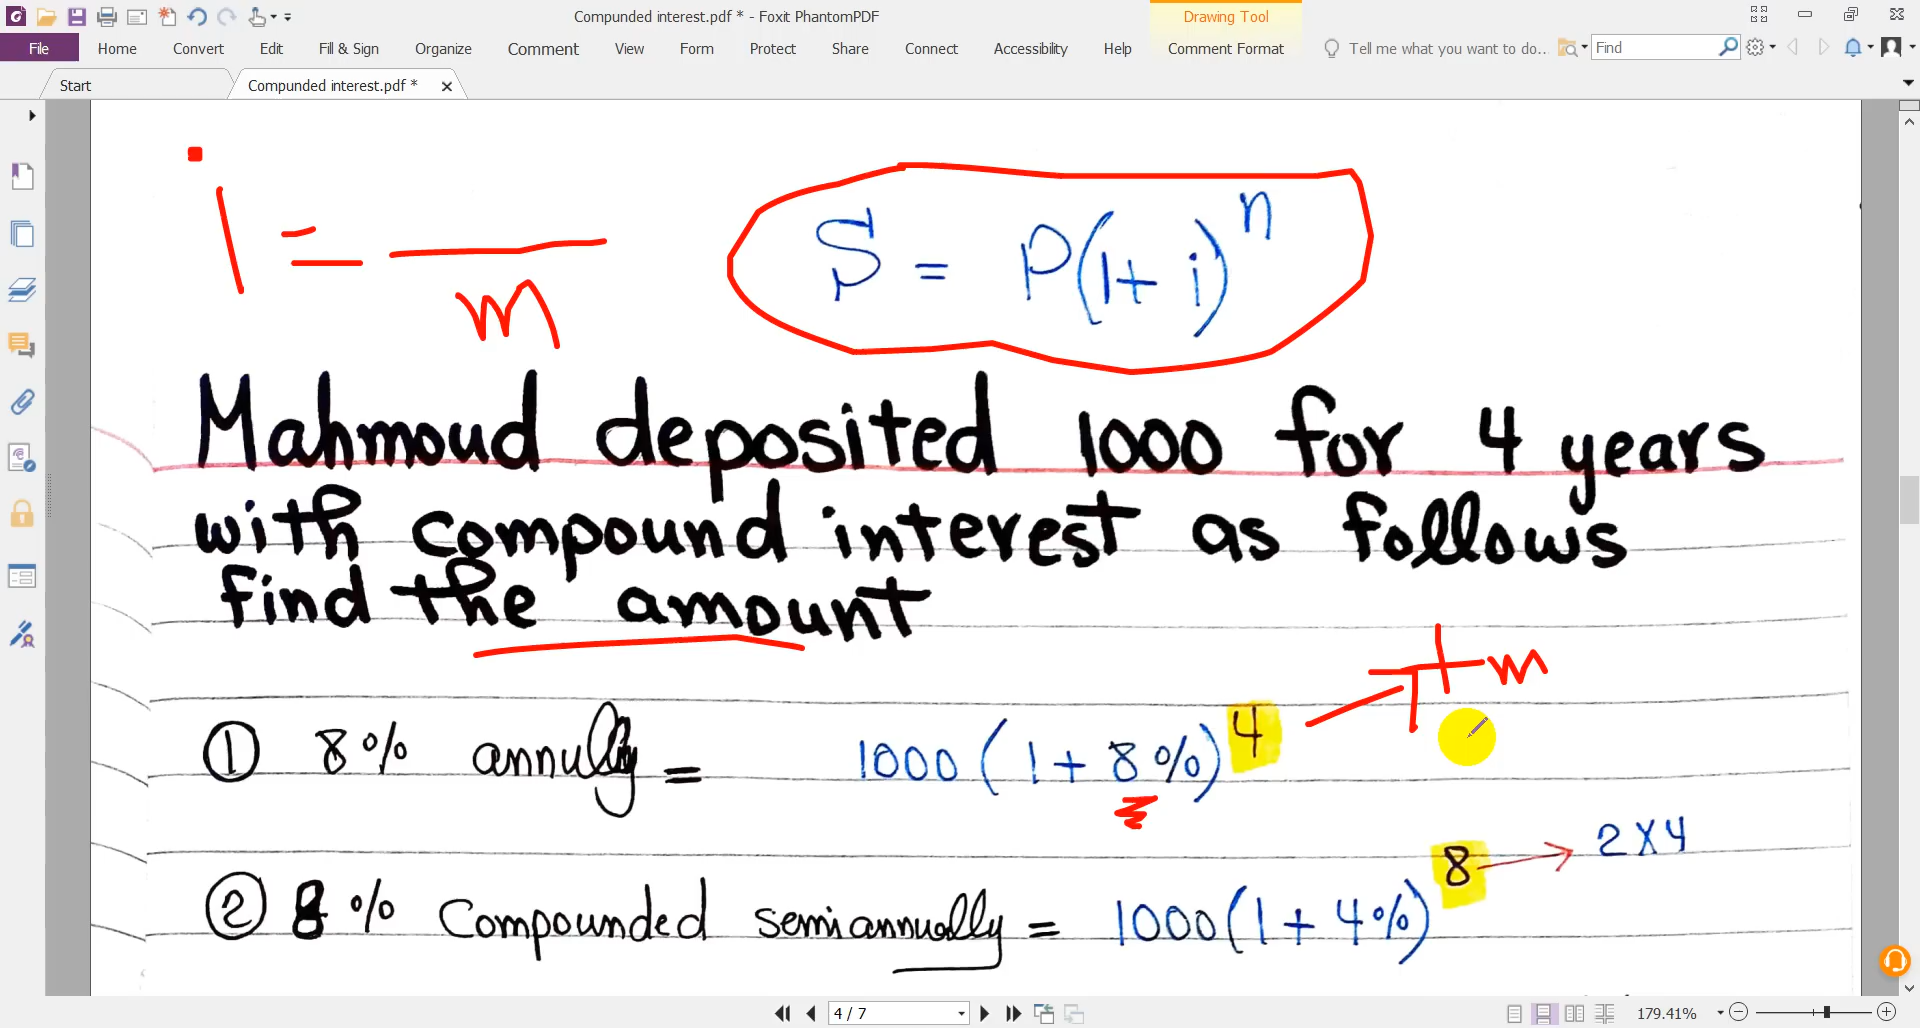 Compunded interest.pdf * - Foxit PhantomPDF
Drawing Tool
File Home Convert Edit Fill & Sign Organize Comment View Form Protect Share Connect Accessibility Help Comment Format Tell me what you want to do... Find
Start Compunded interest.pdf *
i = — m
S = P(1+i)^n
Mahmoud deposited 1000 for 4 years
with compound interest as follows
find the amount
m
① 8% annully = 1000 (1 + 8%)^4
8 → 2×4
② 8% Compounded semiannually = 1000 (1 + 4%)
4 / 7
179.41%